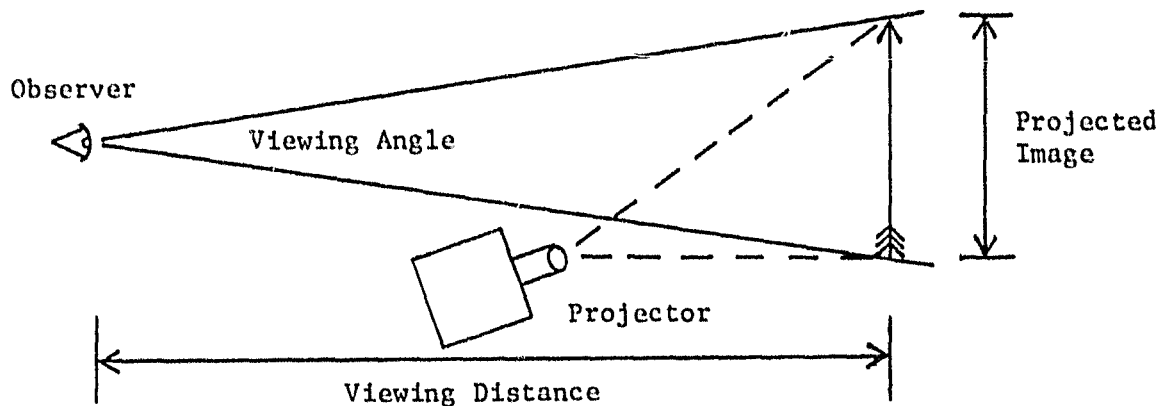 Observer
Viewing Angle
Projected
Image
Projector
Viewing Distance